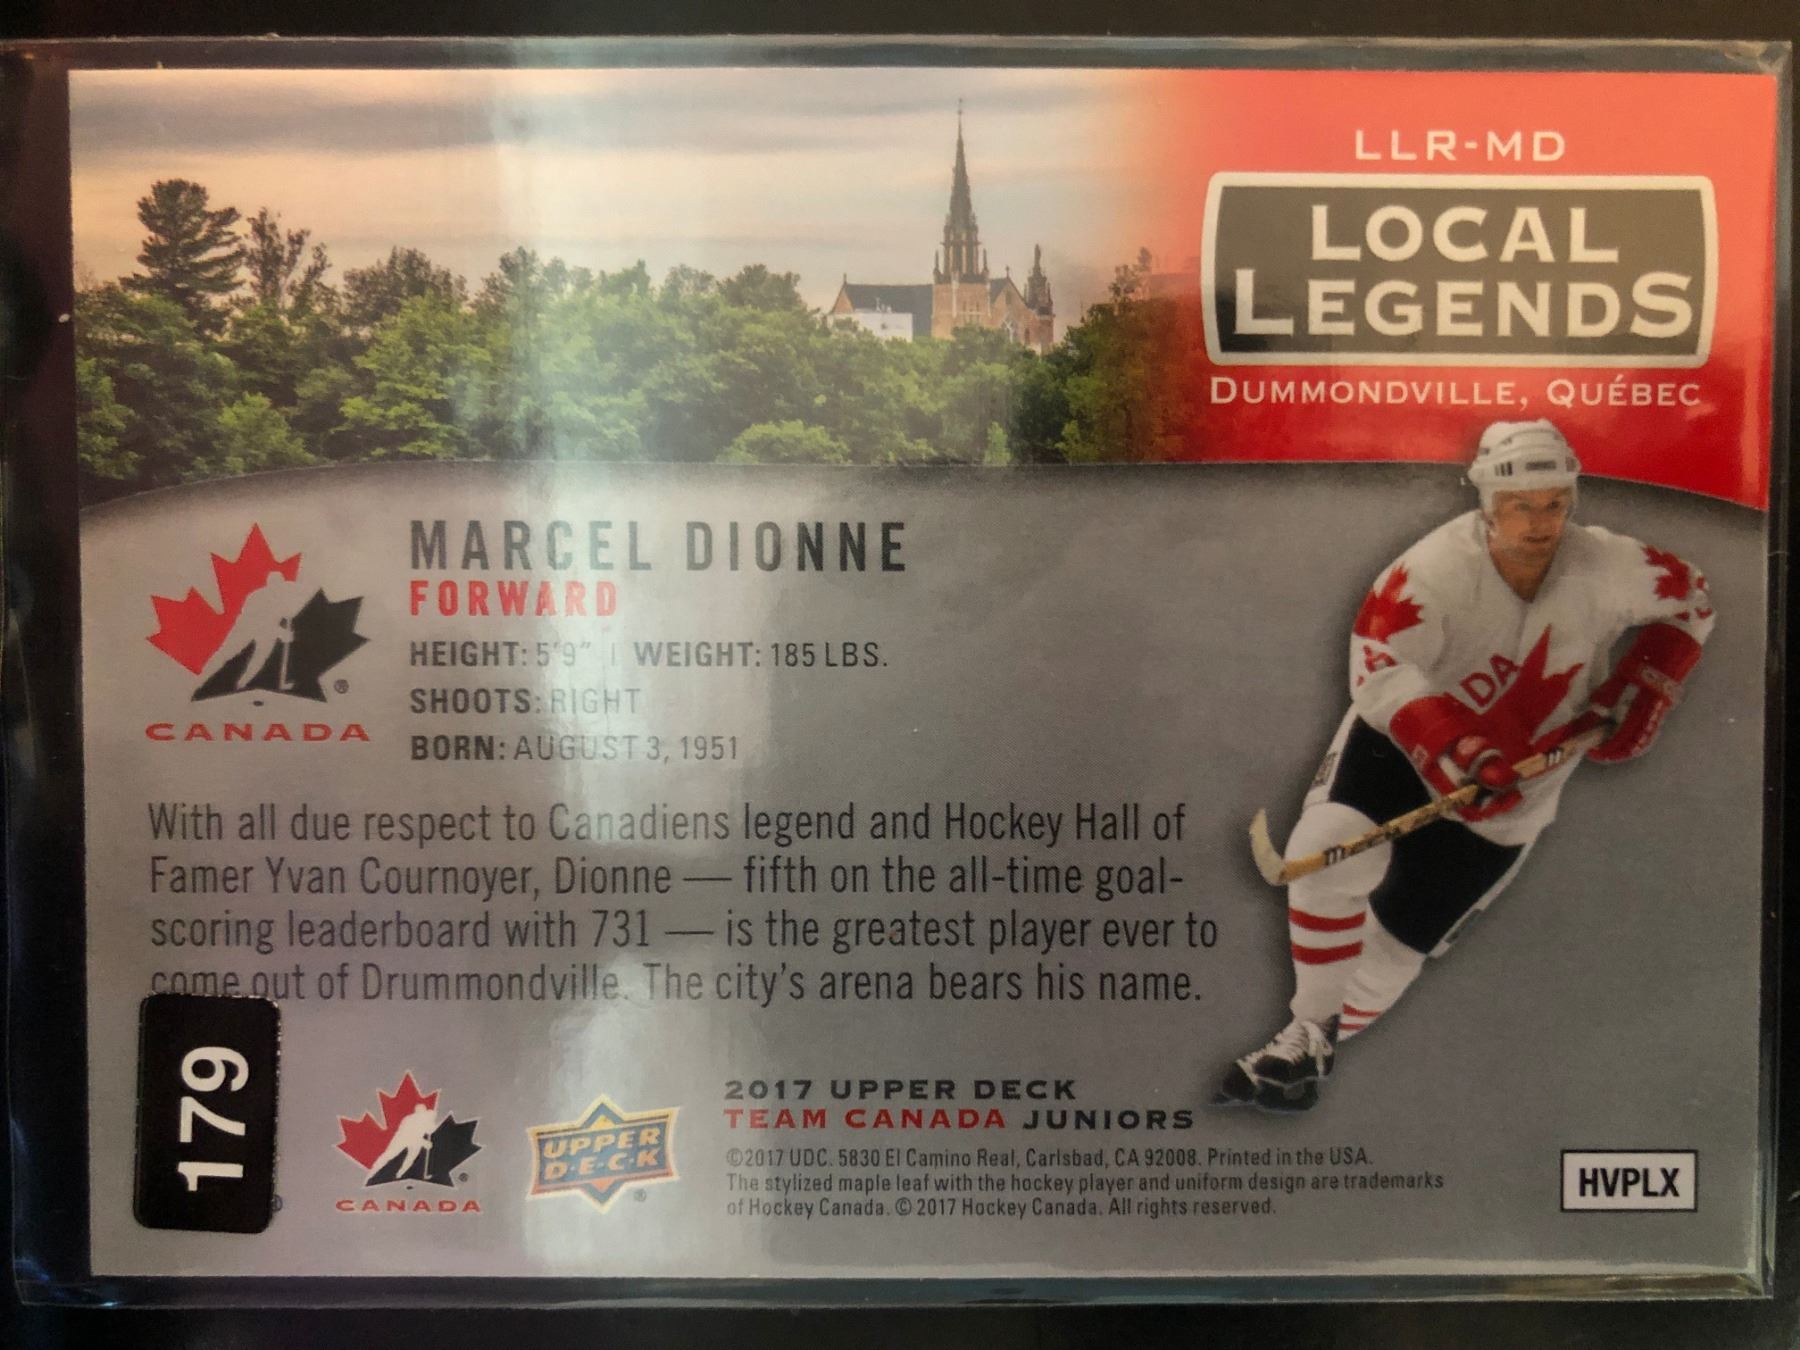 LLR-MD
LOCAL
LEGENDS
DUMMONDVILLE, QUÉBEC
MARCEL DIONNE
FORWARD
HEIGHT: 5'9" | WEIGHT: 185 LBS.
SHOOTS: RIGHT
BORN: AUGUST 3, 1951
CANADA
With all due respect to Canadiens legend and Hockey Hall of
Famer Yvan Cournoyer, Dionne — fifth on the all-time goal-
scoring leaderboard with 731 — is the greatest player ever to
come out of Drummondville. The city's arena bears his name.
179
CANADA
UPPER
D·E·C·K
2017 UPPER DECK
TEAM CANADA JUNIORS
©2017 UDC. 5830 El Camino Real, Carlsbad, CA 92008. Printed in the USA.
The stylized maple leaf with the hockey player and uniform design are trademarks
of Hockey Canada. © 2017 Hockey Canada. All rights reserved.
HVPLX